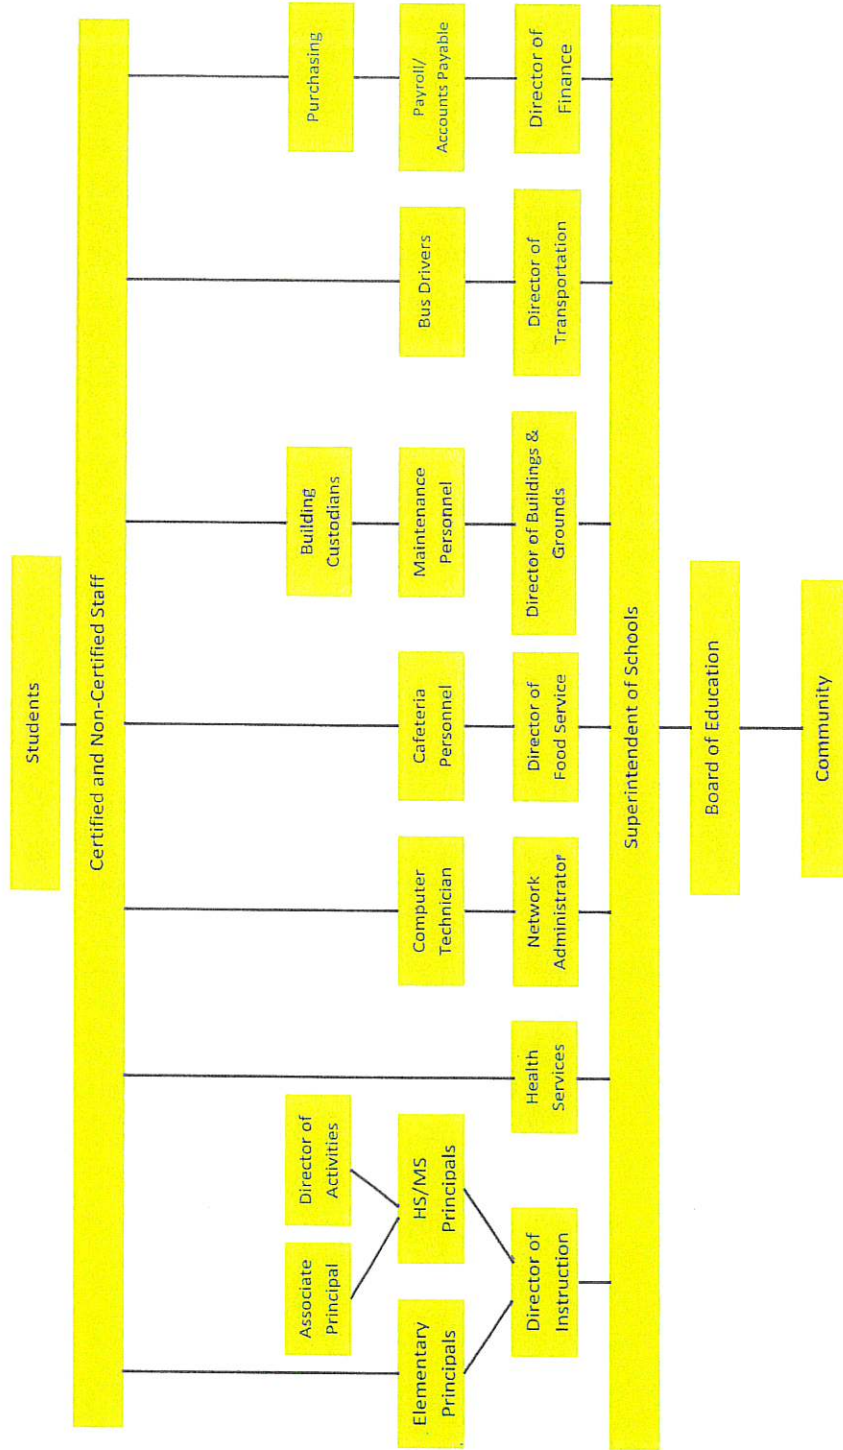 Students
Certified and Non-Certified Staff
Associate
Principal
Director of
Activities
Building
Custodians
Purchasing
Elementary
Principals
HS/MS
Principals
Computer
Technician
Cafeteria
Personnel
Maintenance
Personnel
Bus Drivers
Payroll/
Accounts Payable
Director of
Instruction
Health
Services
Network
Administrator
Director of
Food Service
Director of Buildings &
Grounds
Director of
Transportation
Director of
Finance
Superintendent of Schools
Board of Education
Community